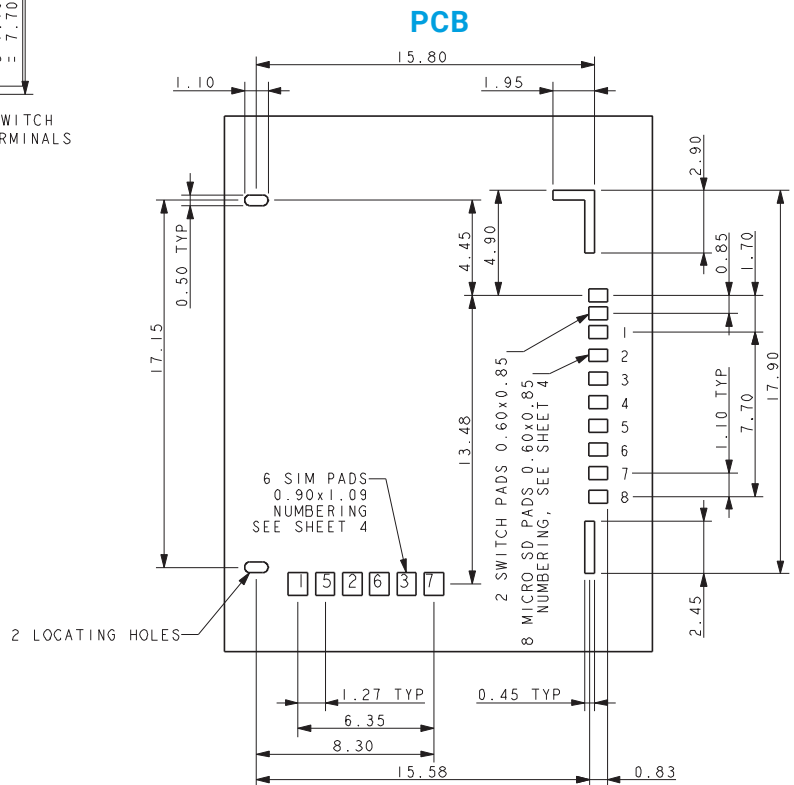 PCB
= 7.70
WITCH
RMINALS
15.80
1.10
1.95
2.90
0.50 TYP
4.45
4.90
0.85
1.70
17.15
13.48
17.90
7.70
1.10 TYP
1
2
3
4
5
6
7
8
2 SWITCH PADS 0.60x0.85
8 MICRO SD PADS 0.60x0.85
NUMBERING, SEE SHEET 4
6 SIM PADS
0.90x1.09
NUMBERING
SEE SHEET 4
1 5 2 6 3 7
2.45
2 LOCATING HOLES
1.27 TYP
0.45 TYP
6.35
8.30
15.58
0.83